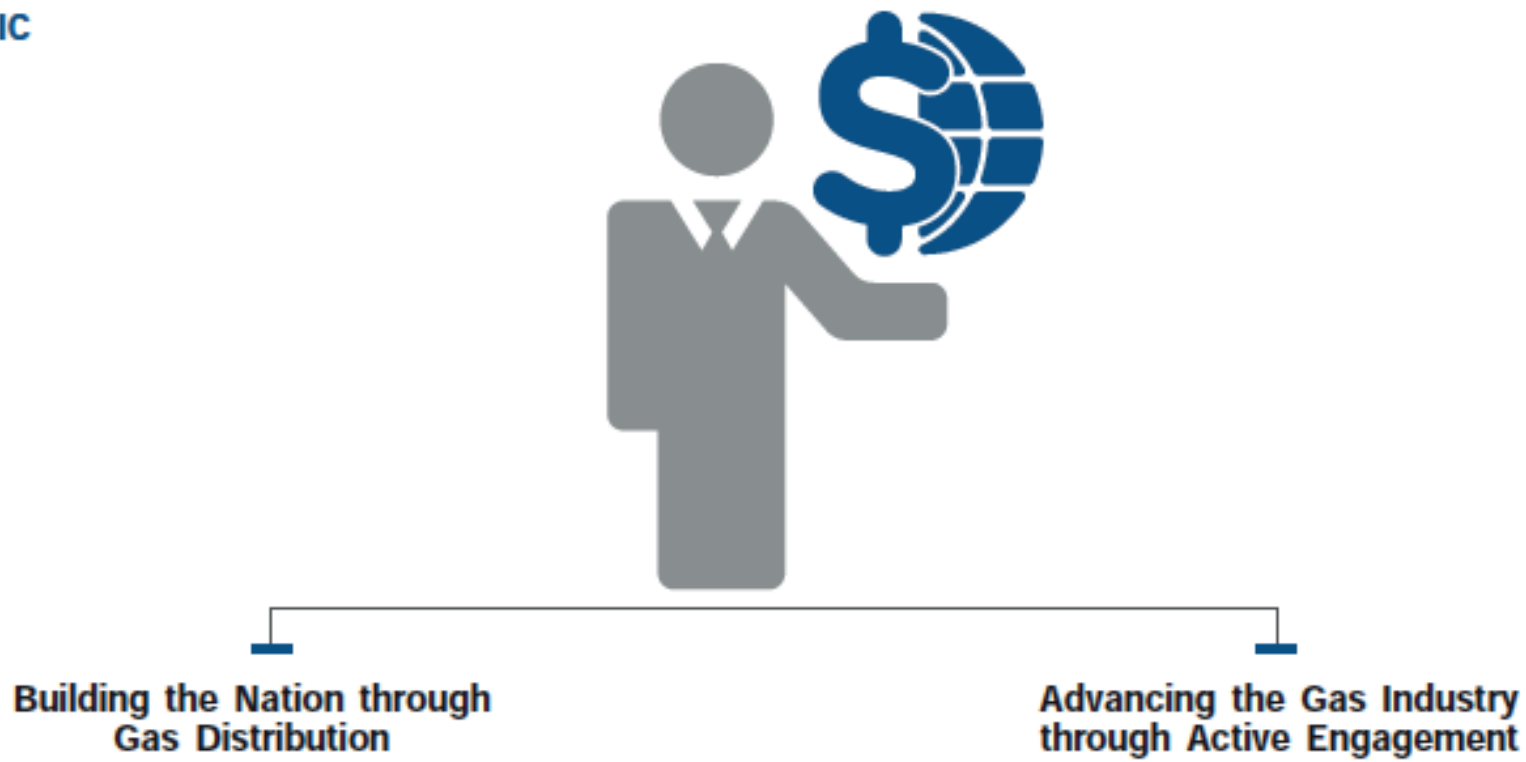 IC
Building the Nation through
Gas Distribution
Advancing the Gas Industry
through Active Engagement